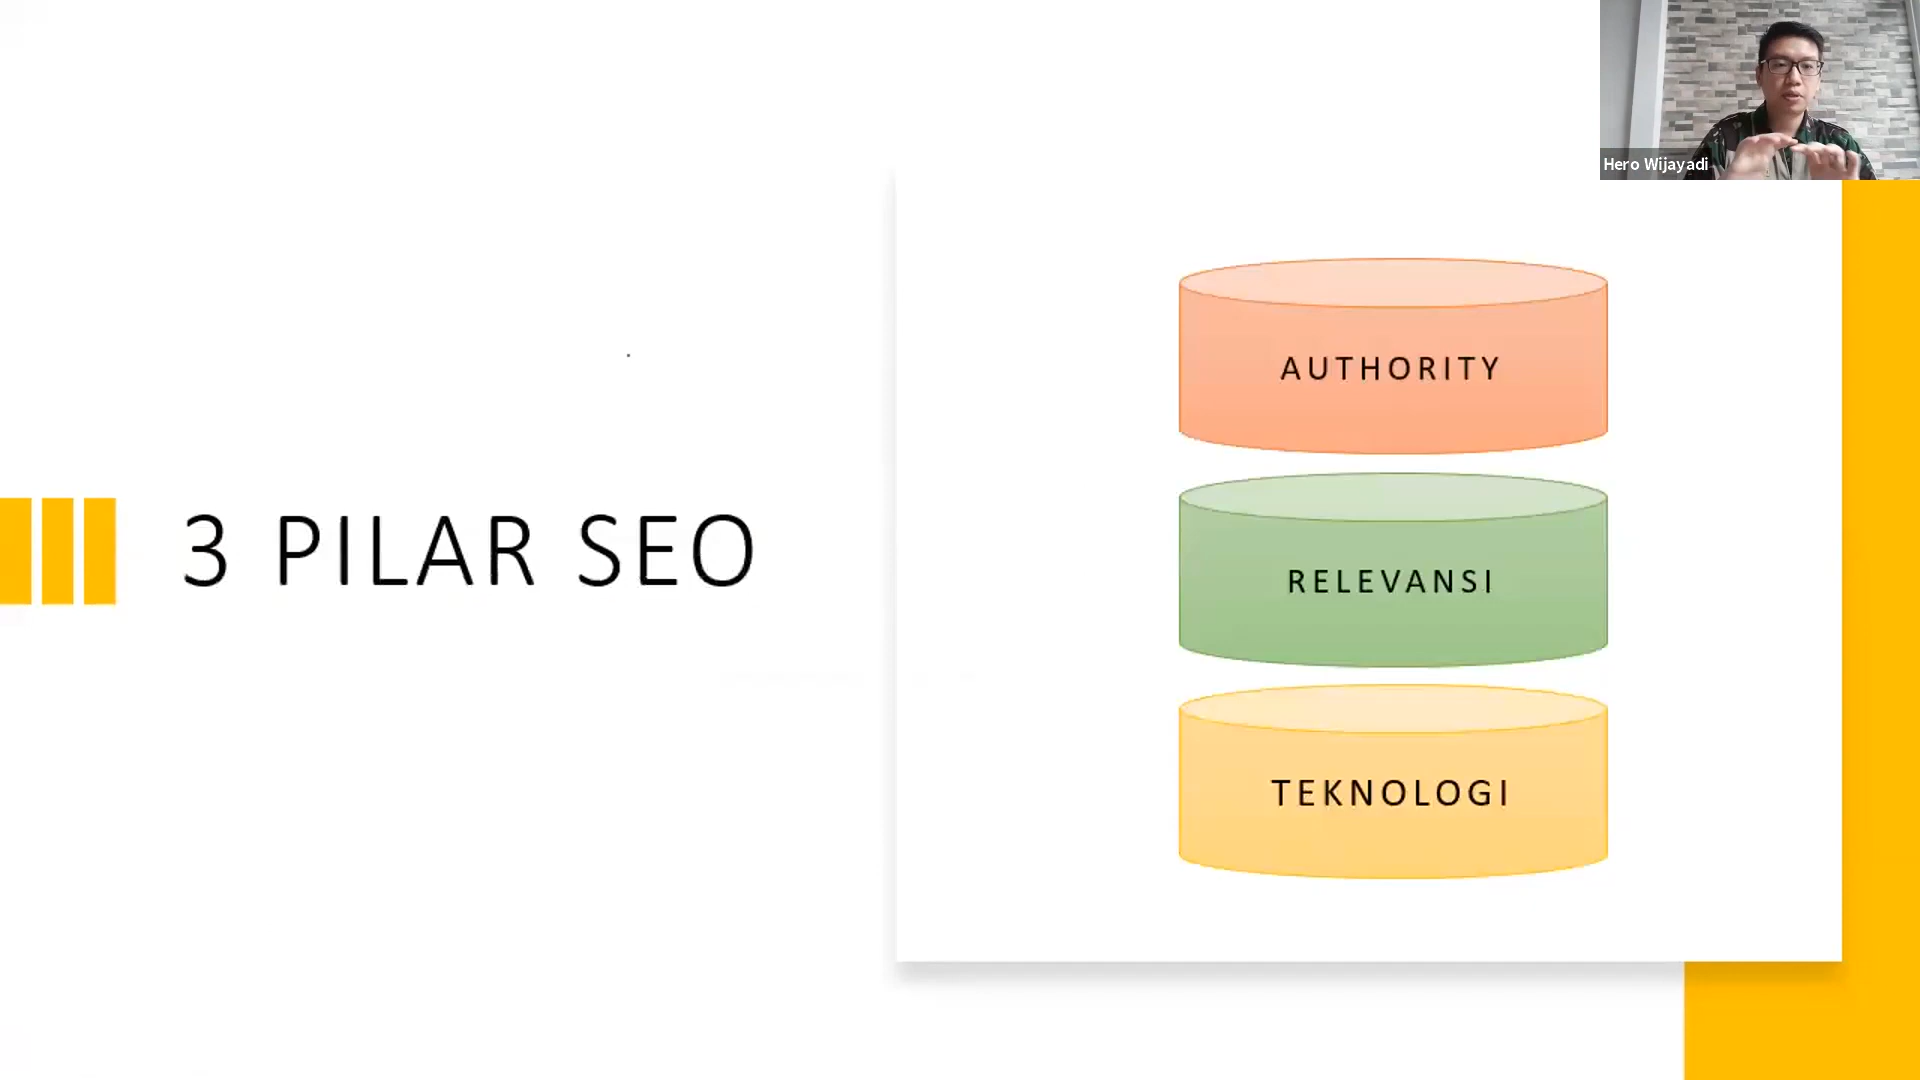 Hero Wijayadi
3 PILAR SEO
AUTHORITY
RELEVANSI
TEKNOLOGI